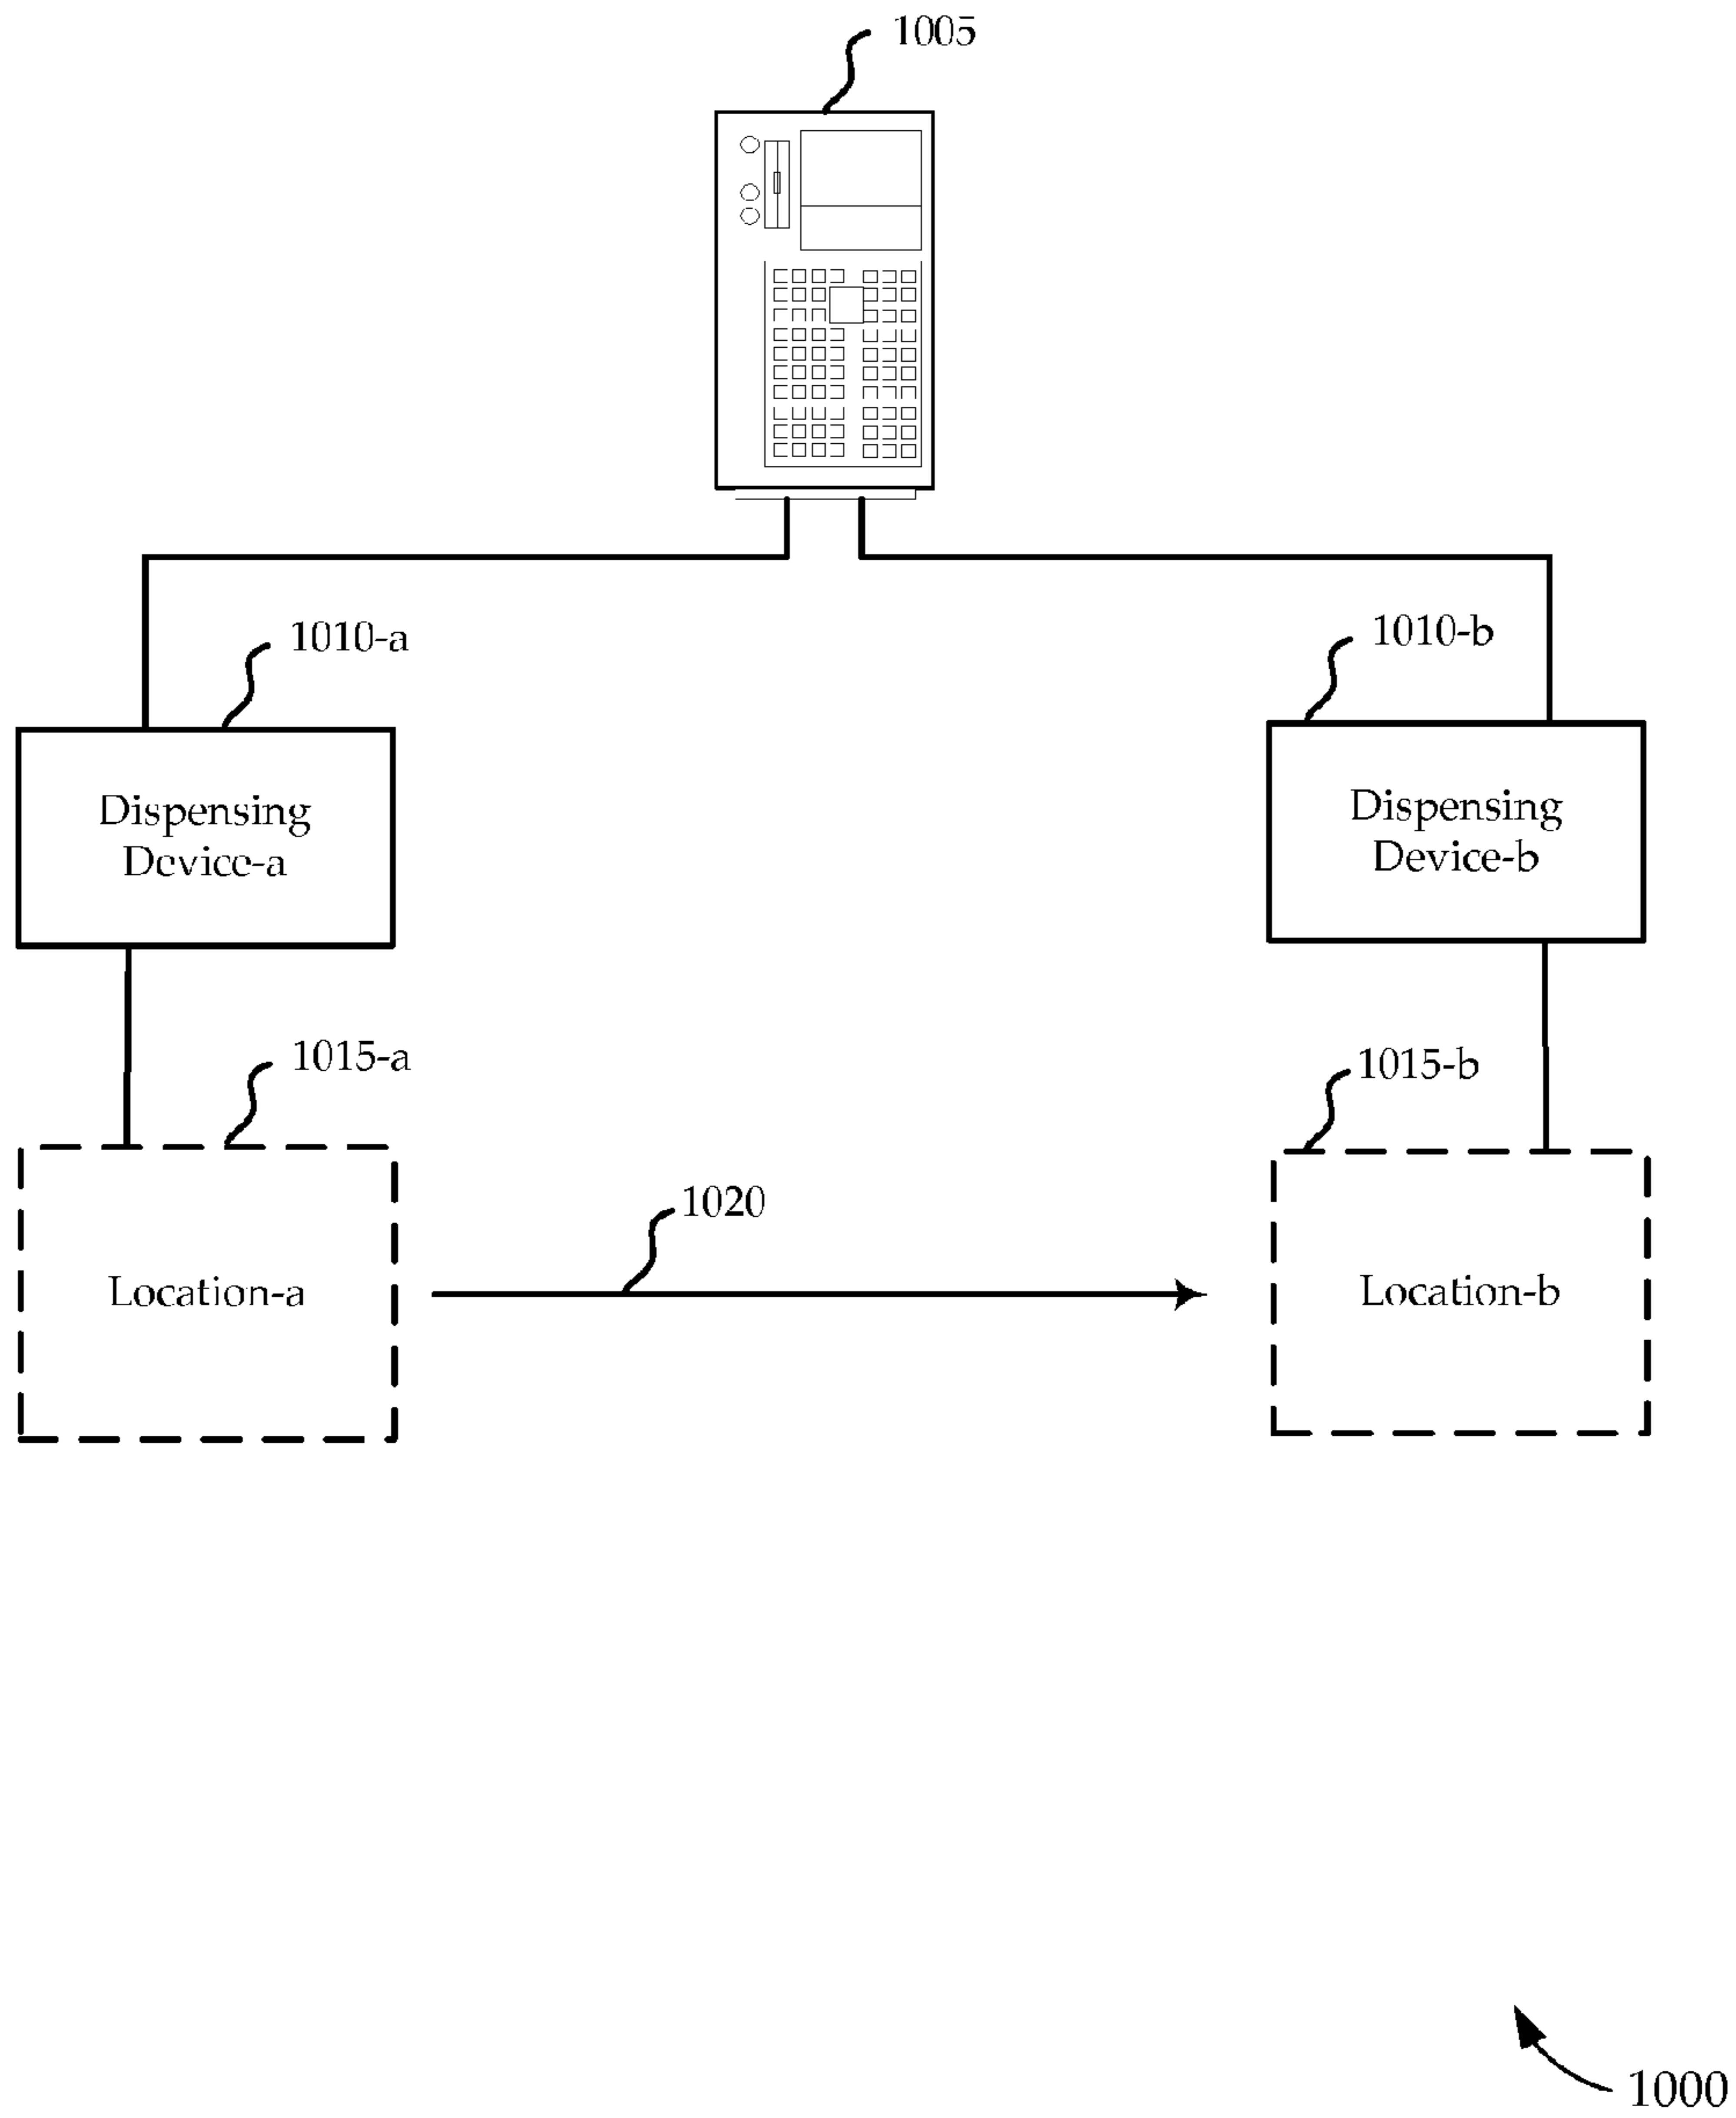 1005
1010-a
1010-b
Dispensing
Device-a
Dispensing
Device-b
1015-a
1015-b
1020
Location-a
Location-b
1000